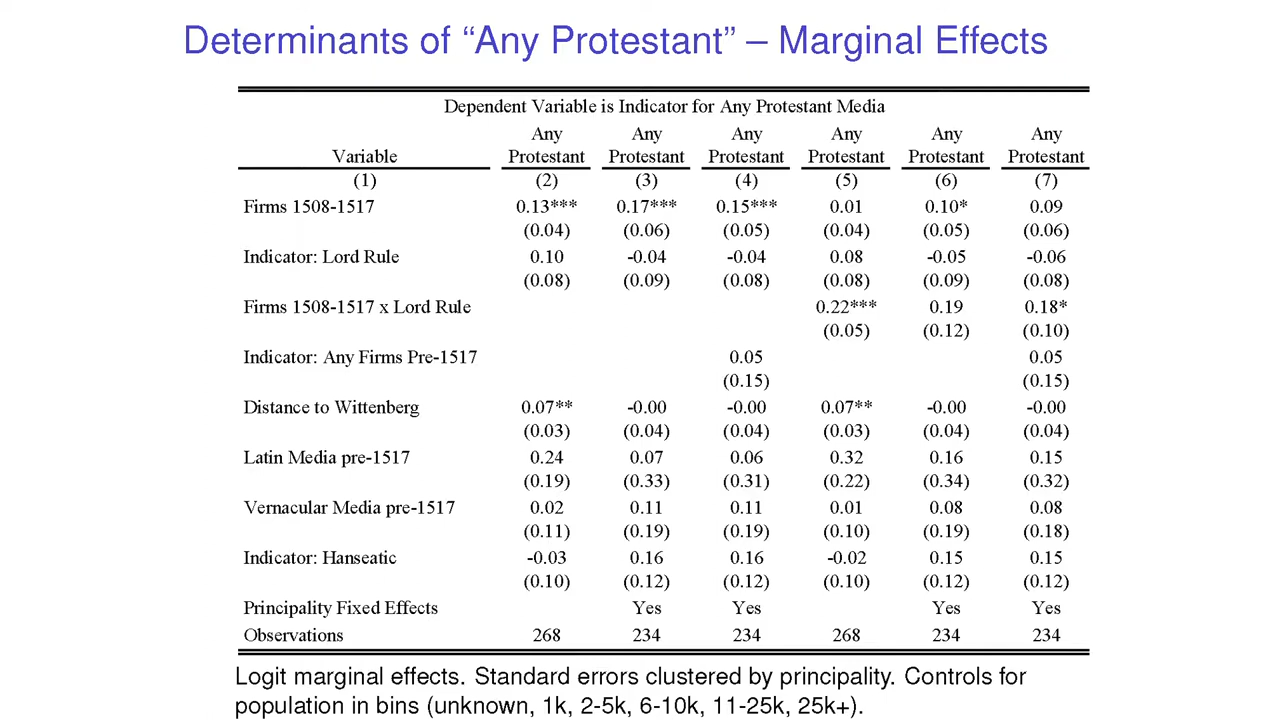 Determinants of “Any Protestant” – Marginal Effects
Dependent Variable is Indicator for Any Protestant Media
Any Any Any Any Any Any
Variable Protestant Protestant Protestant Protestant Protestant Protestant
(1) (2) (3) (4) (5) (6) (7)
Firms 1508-1517 0.13*** 0.17*** 0.15*** 0.01 0.10* 0.09
(0.04) (0.06) (0.05) (0.04) (0.05) (0.06)
Indicator: Lord Rule 0.10 -0.04 -0.04 0.08 -0.05 -0.06
(0.08) (0.09) (0.08) (0.08) (0.09) (0.08)
Firms 1508-1517 x Lord Rule 0.22*** 0.19 0.18*
(0.05) (0.12) (0.10)
Indicator: Any Firms Pre-1517 0.05 0.05
(0.15) (0.15)
Distance to Wittenberg 0.07** -0.00 -0.00 0.07** -0.00 -0.00
(0.03) (0.04) (0.04) (0.03) (0.04) (0.04)
Latin Media pre-1517 0.24 0.07 0.06 0.32 0.16 0.15
(0.19) (0.33) (0.31) (0.22) (0.34) (0.32)
Vernacular Media pre-1517 0.02 0.11 0.11 0.01 0.08 0.08
(0.11) (0.19) (0.19) (0.10) (0.19) (0.18)
Indicator: Hanseatic -0.03 0.16 0.16 -0.02 0.15 0.15
(0.10) (0.12) (0.12) (0.10) (0.12) (0.12)
Principality Fixed Effects Yes Yes Yes Yes
Observations 268 234 234 268 234 234
Logit marginal effects. Standard errors clustered by principality. Controls for
population in bins (unknown, 1k, 2-5k, 6-10k, 11-25k, 25k+).